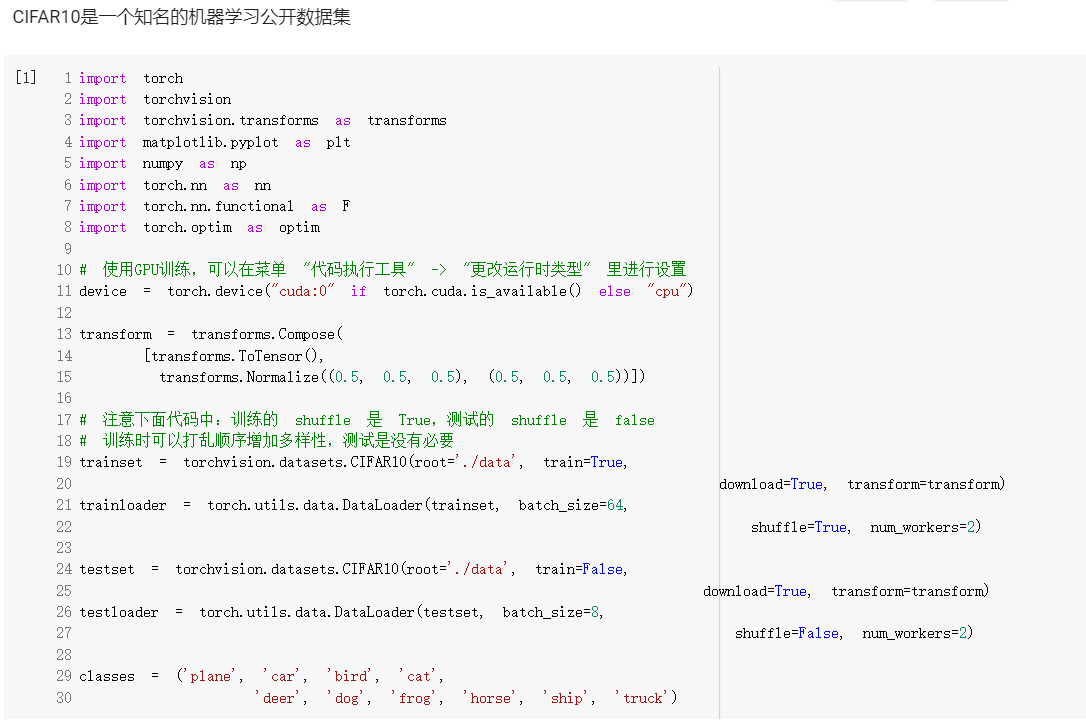 CIFAR10是一个知名的机器学习公开数据集
[1]
1 import torch
2 import torchvision
3 import torchvision.transforms as transforms
4 import matplotlib.pyplot as plt
5 import numpy as np
6 import torch.nn as nn
7 import torch.nn.functional as F
8 import torch.optim as optim
9
10 # 使用GPU训练，可以在菜单 "代码执行工具" -> "更改运行时类型" 里进行设置
11 device = torch.device("cuda:0" if torch.cuda.is_available() else "cpu")
12
13 transform = transforms.Compose(
14 [transforms.ToTensor(),
15 transforms.Normalize((0.5, 0.5, 0.5), (0.5, 0.5, 0.5))])
16
17 # 注意下面代码中：训练的 shuffle 是 True，测试的 shuffle 是 false
18 # 训练时可以打乱顺序增加多样性，测试是没有必要
19 trainset = torchvision.datasets.CIFAR10(root='./data', train=True,
20 download=True, transform=transform)
21 trainloader = torch.utils.data.DataLoader(trainset, batch_size=64,
22 shuffle=True, num_workers=2)
23
24 testset = torchvision.datasets.CIFAR10(root='./data', train=False,
25 download=True, transform=transform)
26 testloader = torch.utils.data.DataLoader(testset, batch_size=8,
27 shuffle=False, num_workers=2)
28
29 classes = ('plane', 'car', 'bird', 'cat',
30 'deer', 'dog', 'frog', 'horse', 'ship', 'truck')